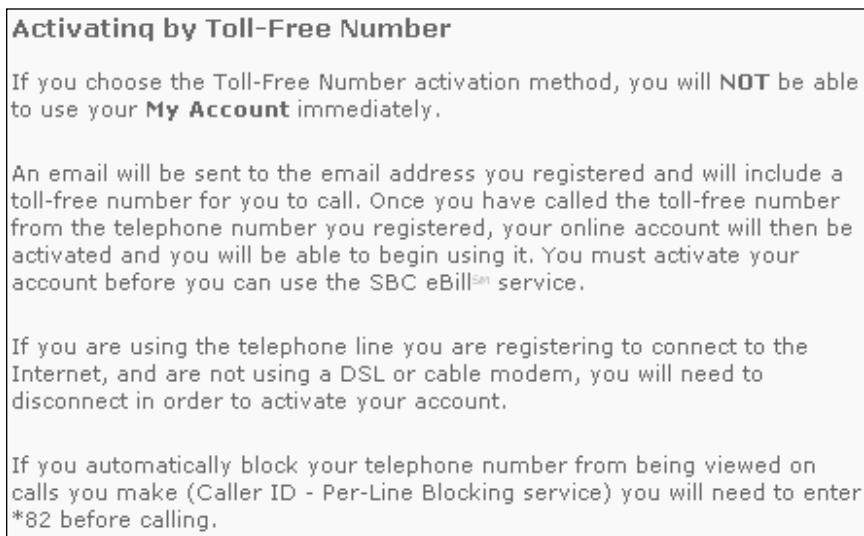 Activating by Toll-Free Number
If you choose the Toll-Free Number activation method, you will NOT be able
to use your My Account immediately.
An email will be sent to the email address you registered and will include a
toll-free number for you to call. Once you have called the toll-free number
from the telephone number you registered, your online account will then be
activated and you will be able to begin using it. You must activate your
account before you can use the SBC eBill℠ service.
If you are using the telephone line you are registering to connect to the
Internet, and are not using a DSL or cable modem, you will need to
disconnect in order to activate your account.
If you automatically block your telephone number from being viewed on
calls you make (Caller ID - Per-Line Blocking service) you will need to enter
*82 before calling.